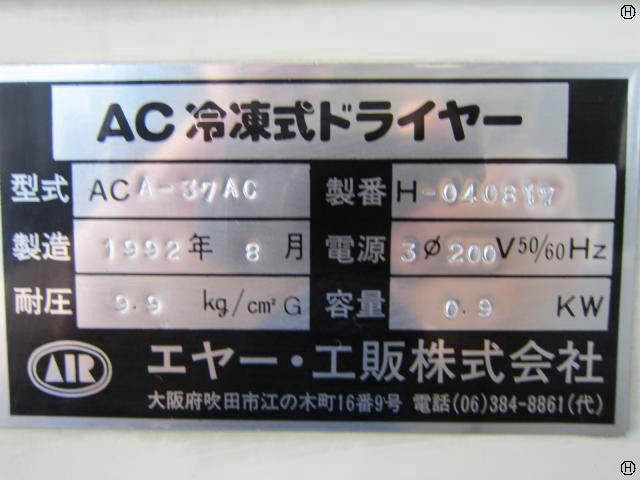 AC 冷凍式ドライヤー
型式 ACA-37AC 製番 H-040817
製造 1992年 8月 電源 3Φ 200V 50/60Hz
耐圧 9.9 kg/cm²G 容量 0.9 KW
AIR エヤー・工販株式会社
大阪府吹田市江の木町16番9号 電話(06)384-8861(代)
H
H